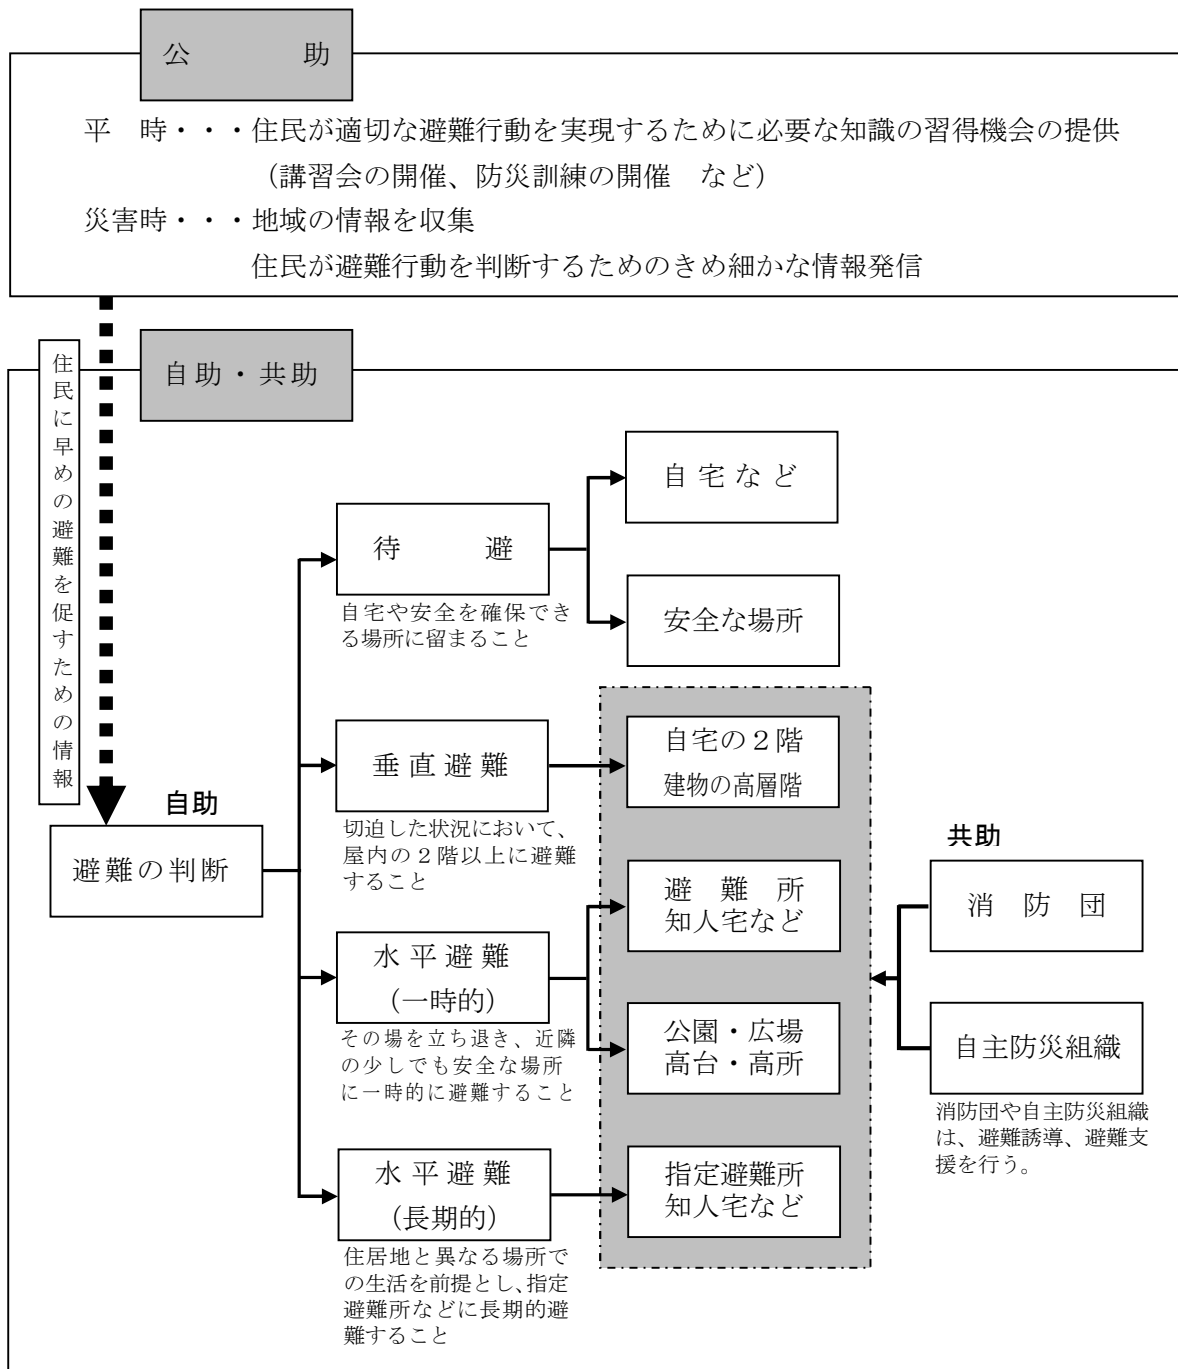 公　　　助
平　時・・・住民が適切な避難行動を実現するために必要な知識の習得機会の提供
（講習会の開催、防災訓練の開催　など）
災害時・・・地域の情報を収集
住民が避難行動を判断するためのきめ細かな情報発信
住民に早めの避難を促すための情報
自助・共助
自助
避難の判断
待　　避
自宅や安全を確保でき
る場所に留まること
自宅など
安全な場所
垂直避難
切迫した状況において、
屋内の２階以上に避難
すること
自宅の２階
建物の高層階
水平避難
(一時的)
その場を立ち退き、近隣
の少しでも安全な場所
に一時的に避難すること
避　難　所
知人宅など
公園・広場
高台・高所
水平避難
(長期的)
住居地と異なる場所で
の生活を前提とし、指定
避難所などに長期的避
難すること
指定避難所
知人宅など
共助
消　防　団
自主防災組織
消防団や自主防災組織
は、避難誘導、避難支
援を行う。